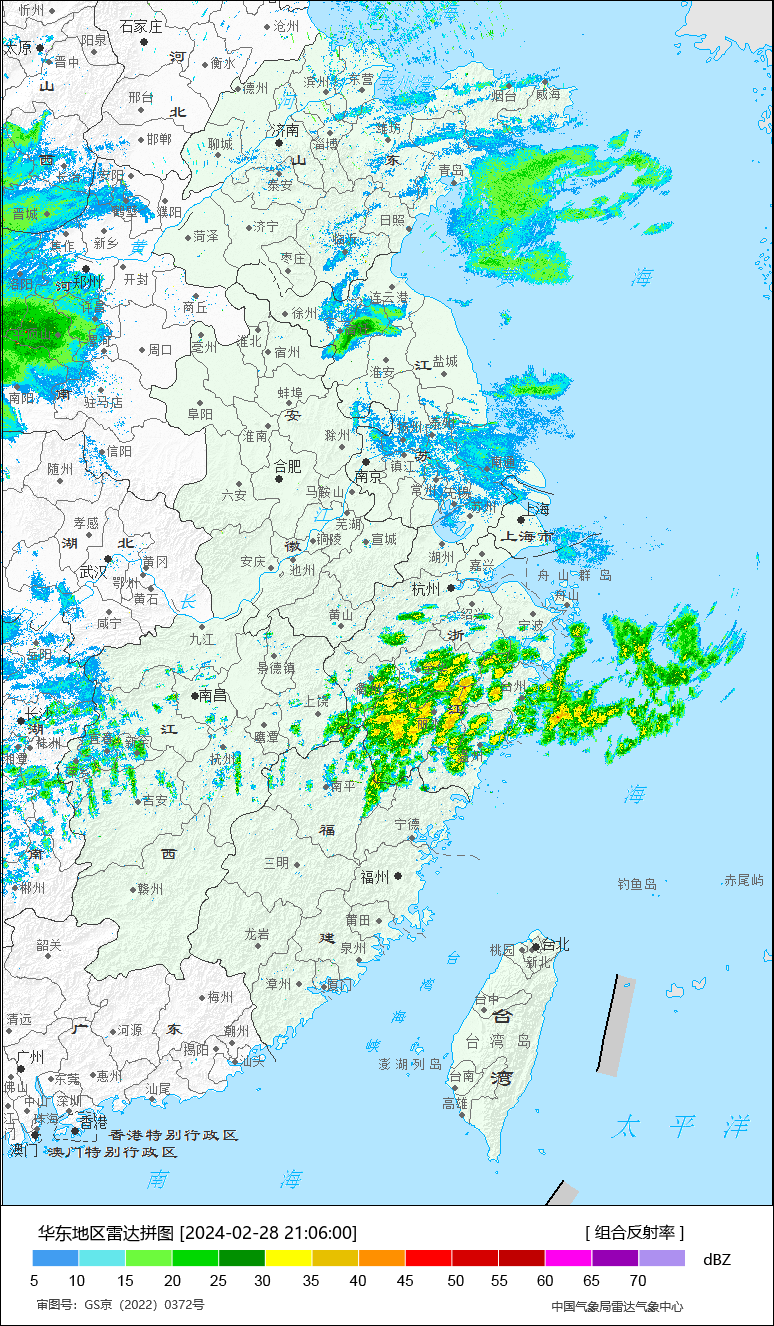 忻州
石家庄
沧州
阳泉
太原
晋中
河
衡水
滨州
东营
德州
山
烟台
威海
邢台
北
河
济南
潍坊
淄博
邯郸
聊城
山
东
西
泰安
青岛
安阳
晋城
鹤壁
濮阳
日照
济宁
焦作
新乡
黄
菏泽
临沂
枣庄
黄
海
河
郑州
开封
连云港
商丘
徐州
周口
亳州
淮北
宿州
江
盐城
淮安
南阳
南
驻马店
蚌埠
阜阳
安
淮南
滁州
信阳
苏
镇江
南通
随州
合肥
南京
六安
马鞍山
常州
无锡
上海
孝感
芜湖
江
湖
北
铜陵
宣城
上海市
徽
湖州
武汉
黄冈
安庆
池州
嘉兴
鄂州
舟山群岛
杭州
舟山
黄石
长
咸宁
黄山
绍兴
宁波
九江
浙
岳阳
景德镇
南昌
台州
上饶
长
湖
江
株洲
鹰潭
湘潭
抚州
南平
吉安
海
福
宁德
南
西
三明
福州
钓鱼岛
赤尾屿
郴州
赣州
莆田
龙岩
建
韶关
泉州
台北
桃园
新北
台
湾
漳州
厦门
梅州
台中
清远
广
河源
东
潮州
海
台
湾
台湾岛
揭阳
峡
广州
汕头
澎湖列岛
佛山
东莞
惠州
台南
汕尾
高雄
中山
深圳
珠海
香港
太平洋
香港特别行政区
澳门
澳门特别行政区
南
海
华东地区雷达拼图 [2024-02-28 21:06:00]
[ 组合反射率 ]
dBZ
5 10 15 20 25 30 35 40 45 50 55 60 65 70
审图号：GS京（2022）0372号
中国气象局雷达气象中心